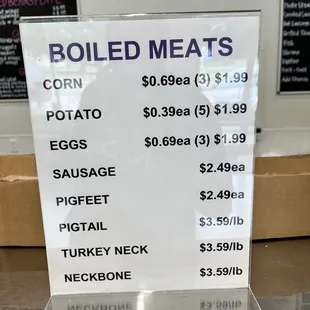 BOILED MEATS
CORN $0.69ea (3) $1.99
POTATO $0.39ea (5) $1.99
EGGS $0.69ea (3) $1.99
SAUSAGE $2.49ea
PIGFEET $2.49ea
PIGTAIL $3.59/lb
TURKEY NECK $3.59/lb
NECKBONE $3.59/lb